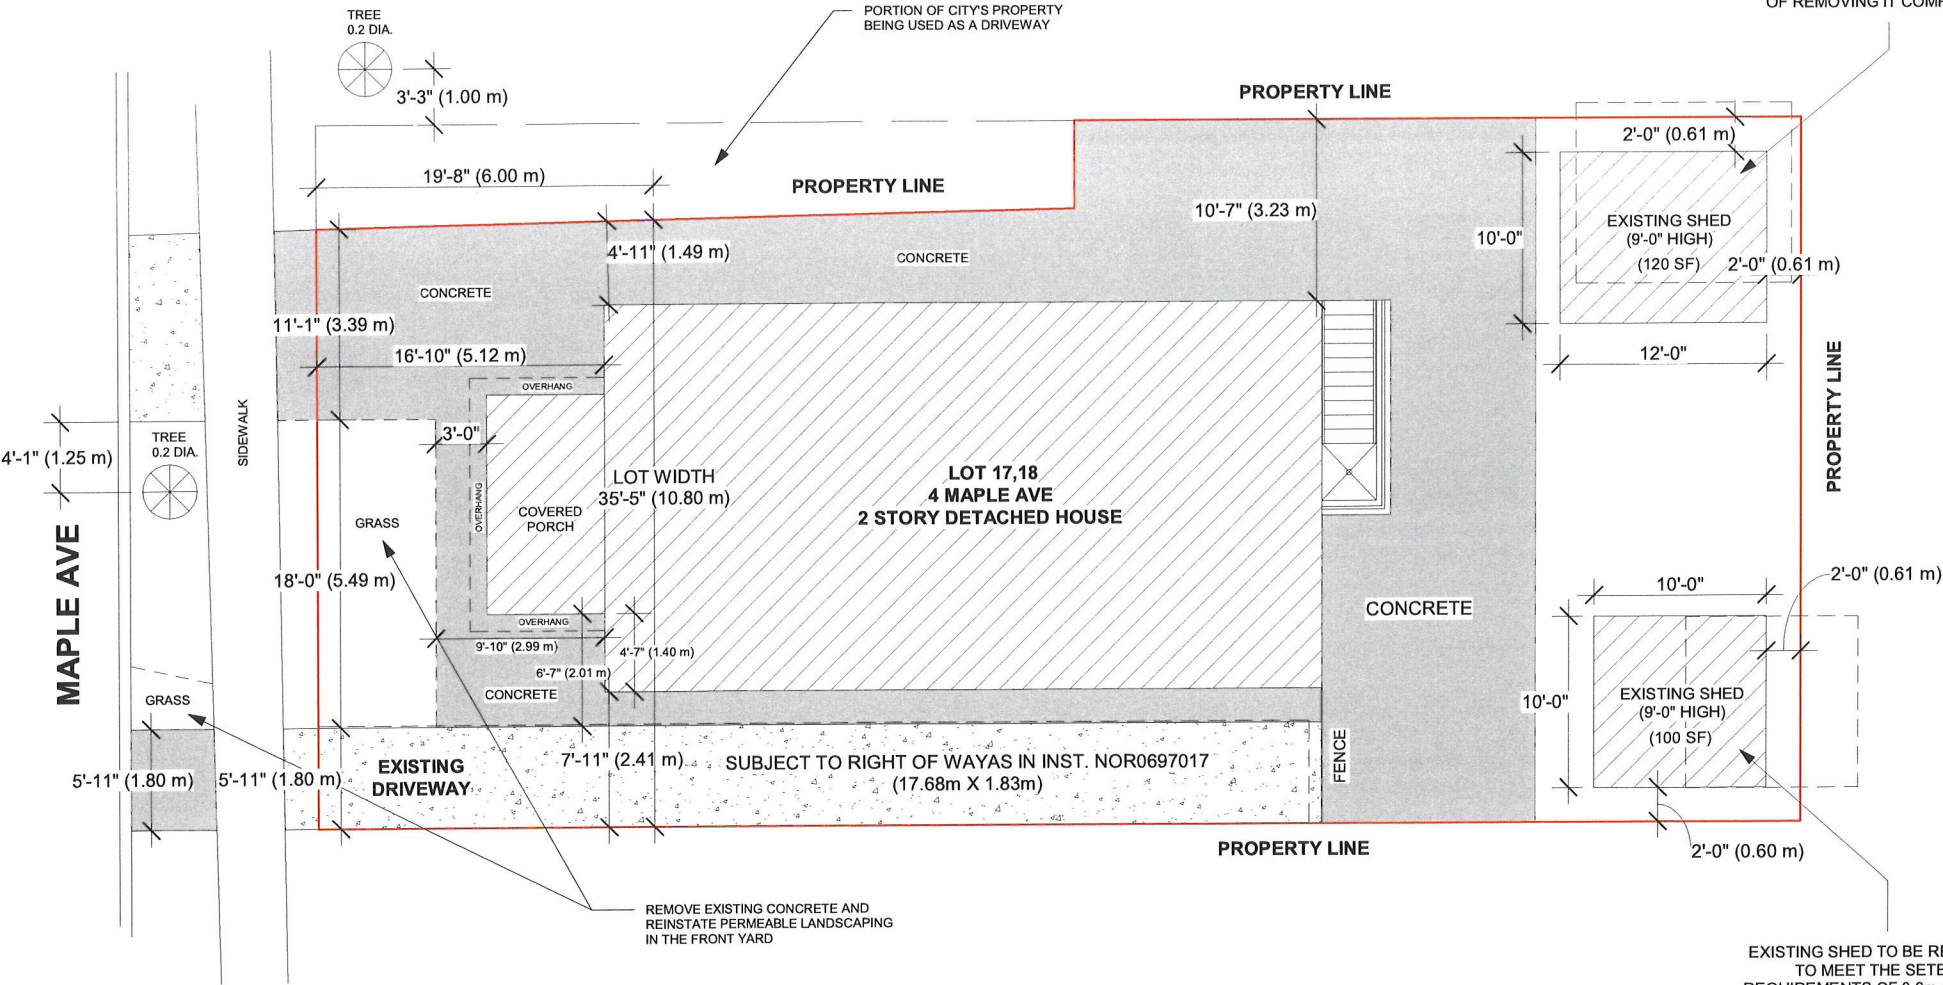 TREE
0.2 DIA.
PORTION OF CITY'S PROPERTY
BEING USED AS A DRIVEWAY
OF REMOVING IT
3'-3" (1.00 m)
PROPERTY LINE
2'-0" (0.61 m)
19'-8" (6.00 m)
PROPERTY LINE
10'-7" (3.23 m)
10'-0"
EXISTING SHED
(9'-0" HIGH)
(120 SF)
2'-0" (0.61 m)
4'-11" (1.49 m)
CONCRETE
CONCRETE
11'-1" (3.39 m)
16'-10" (5.12 m)
12'-0"
PROPERTY LINE
OVERHANG
SIDEWALK
3'-0"
TREE
0.2 DIA.
4'-1" (1.25 m)
LOT WIDTH
35'-5" (10.80 m)
LOT 17,18
4 MAPLE AVE
2 STORY DETACHED HOUSE
OVERHANG
COVERED
PORCH
GRASS
MAPLE AVE
18'-0" (5.49 m)
10'-0"
2'-0" (0.61 m)
CONCRETE
OVERHANG
9'-10" (2.99 m)
4'-7" (1.40 m)
6'-7" (2.01 m)
CONCRETE
GRASS
10'-0"
EXISTING SHED
(9'-0" HIGH)
(100 SF)
5'-11" (1.80 m)
5'-11" (1.80 m)
EXISTING
DRIVEWAY
7'-11" (2.41 m)
SUBJECT TO RIGHT OF WAYAS IN INST. NOR0697017
(17.68m X 1.83m)
FENCE
PROPERTY LINE
2'-0" (0.60 m)
REMOVE EXISTING CONCRETE AND
REINSTATE PERMEABLE LANDSCAPING
IN THE FRONT YARD
EXISTING SHED TO BE
TO MEET THE